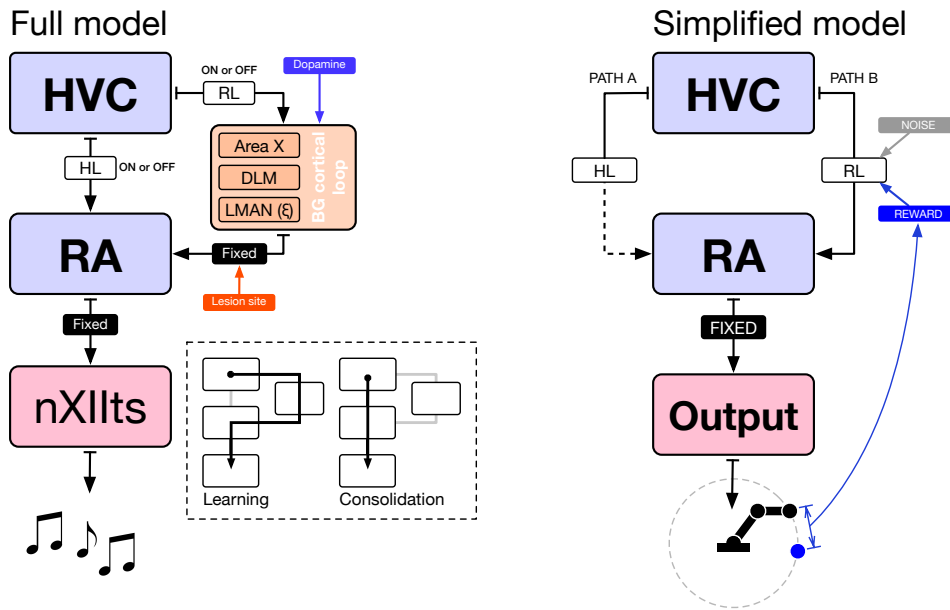 Full model
HVC
ON or OFF
RL
Dopamine
Area X
DLM
LMAN (ξ)
BG cortical
loop
HL
ON or OFF
RA
Fixed
Lesion site
Fixed
nXIIts
Learning
Consolidation
Simplified model
PATH A
HVC
PATH B
NOISE
HL
RL
REWARD
RA
FIXED
Output